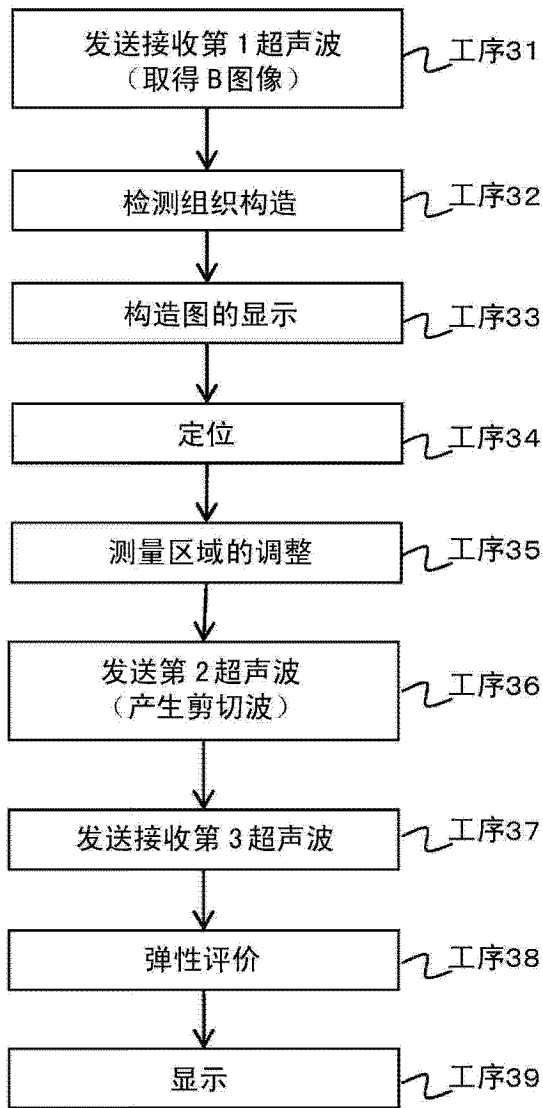 发送接收第1超声波
（取得B图像）
工序31
检测组织构造
工序32
构造图的显示
工序33
定位
工序34
测量区域的调整
工序35
发送第2超声波
（产生剪切波）
工序36
发送接收第3超声波
工序37
弹性评价
工序38
显示
工序39